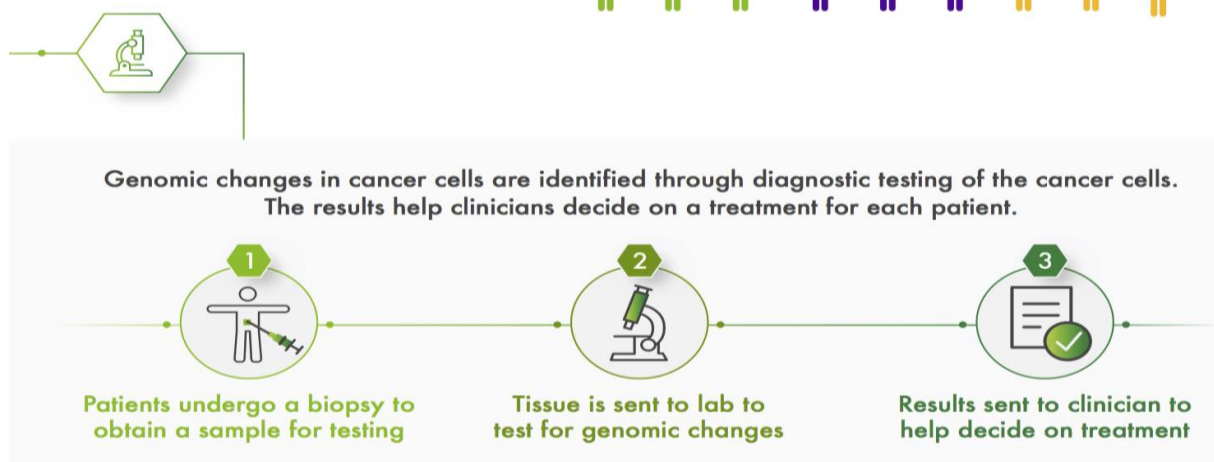 Genomic changes in cancer cells are identified through diagnostic testing of the cancer cells.
The results help clinicians decide on a treatment for each patient.
1
2
3
Patients undergo a biopsy to
obtain a sample for testing
Tissue is sent to lab to
test for genomic changes
Results sent to clinician to
help decide on treatment